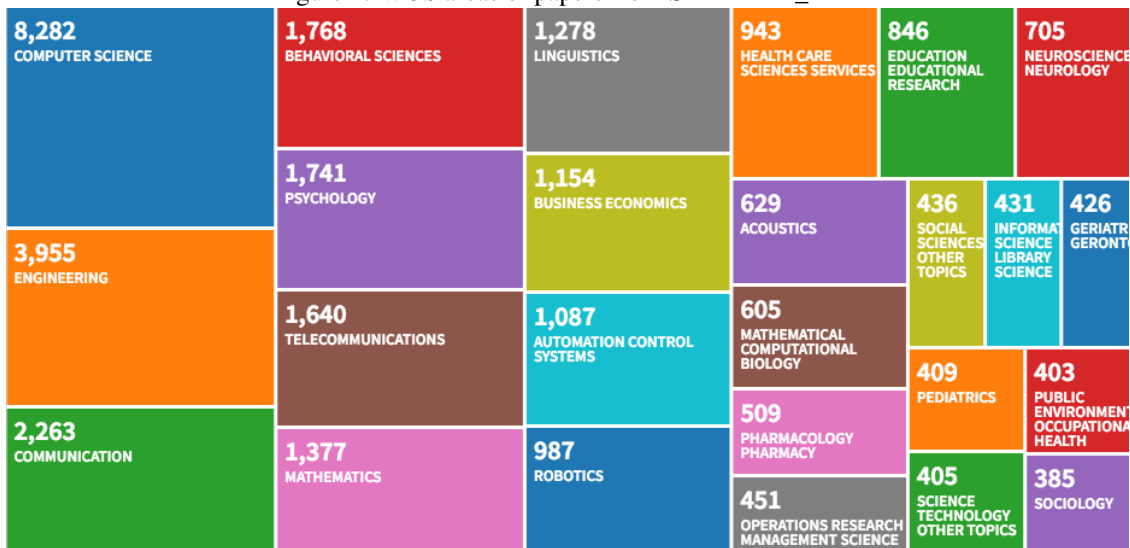 8,282
COMPUTER SCIENCE
3,955
ENGINEERING
2,263
COMMUNICATION
1,768
BEHAVIORAL SCIENCES
1,741
PSYCHOLOGY
1,640
TELECOMMUNICATIONS
1,377
MATHEMATICS
1,278
LINGUISTICS
1,154
BUSINESS ECONOMICS
1,087
AUTOMATION CONTROL
SYSTEMS
987
ROBOTICS
943
HEALTH CARE
SCIENCES SERVICES
846
EDUCATION
EDUCATIONAL
RESEARCH
705
NEUROSCIENCE
NEUROLOGY
629
ACOUSTICS
605
MATHEMATICAL
COMPUTATIONAL
BIOLOGY
509
PHARMACOLOGY
PHARMACY
451
OPERATIONS RESEARCH
MANAGEMENT SCIENCE
436
SOCIAL
SCIENCES
OTHER
TOPICS
431
INFORMAT
SCIENCE
LIBRARY
SCIENCE
426
GERIATR
GERONTO
409
PEDIATRICS
403
PUBLIC
ENVIRONMENT
OCCUPATIONA
HEALTH
405
SCIENCE
TECHNOLOGY
OTHER TOPICS
385
SOCIOLOGY